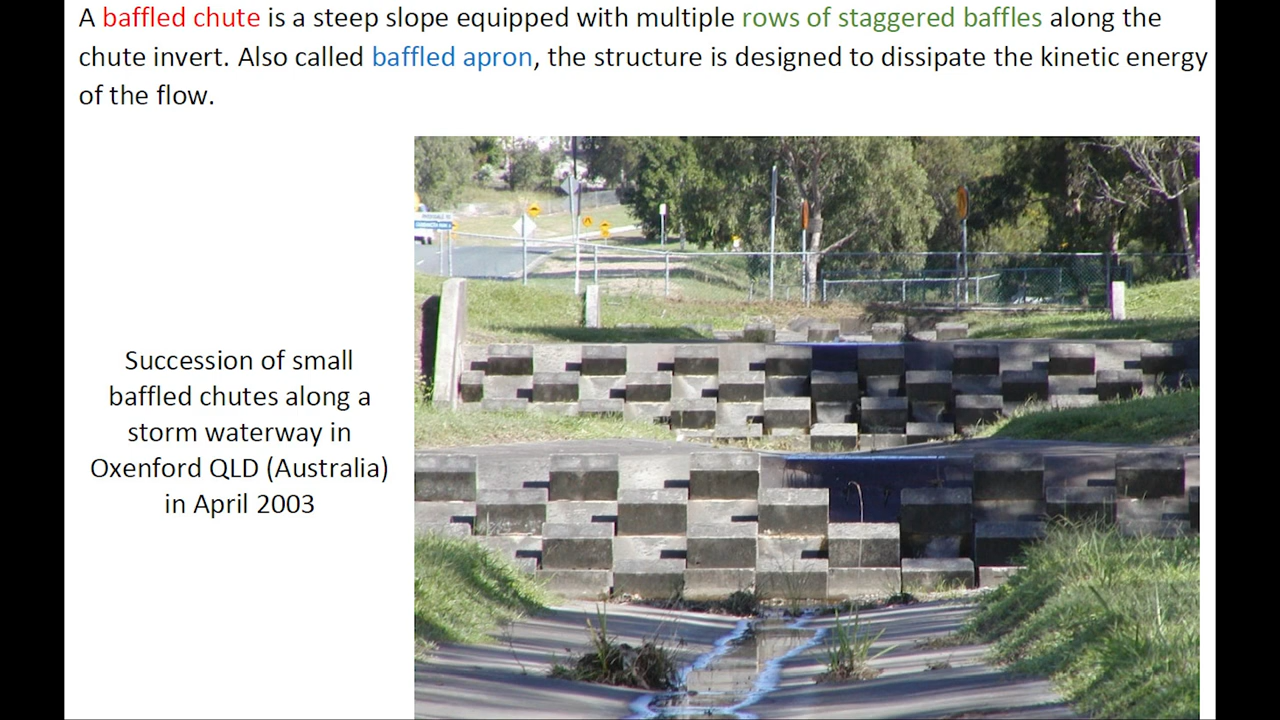 A baffled chute is a steep slope equipped with multiple rows of staggered baffles along the
chute invert. Also called baffled apron, the structure is designed to dissipate the kinetic energy
of the flow.
Succession of small
baffled chutes along a
storm waterway in
Oxenford QLD (Australia)
in April 2003